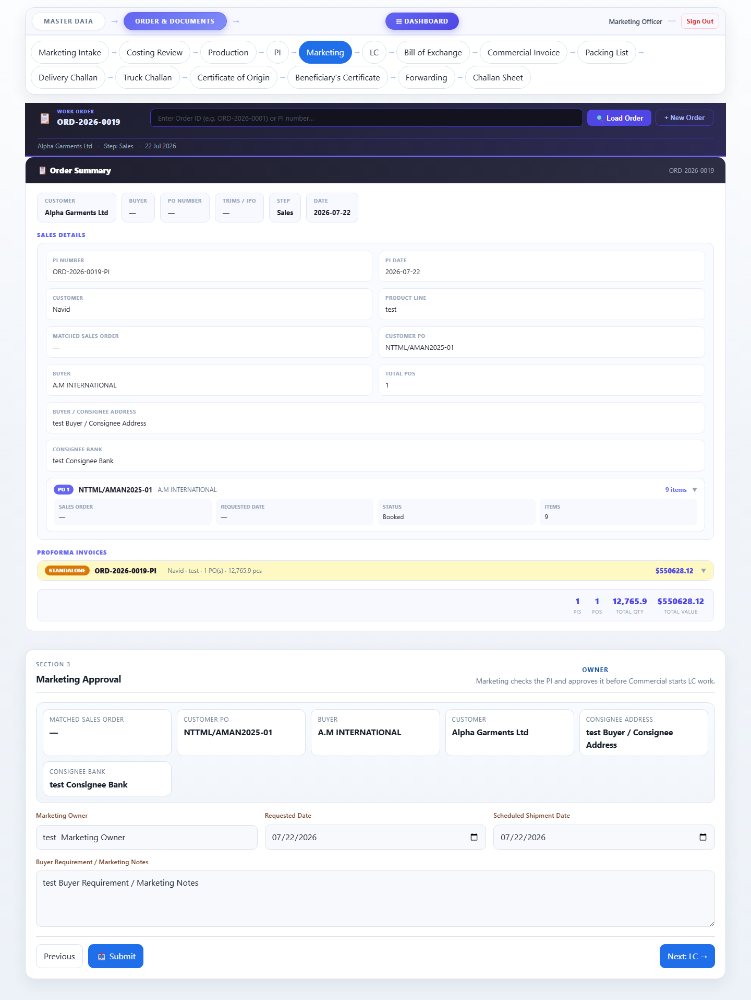 MASTER DATA → ORDER & DOCUMENTS → DASHBOARD Marketing Officer Sign Out
Marketing Intake → Costing Review → Production → PI → Marketing → LC → Bill of Exchange → Commercial Invoice → Packing List →
Delivery Challan → Truck Challan → Certificate of Origin → Beneficiary's Certificate → Forwarding → Challan Sheet
WORK ORDER
ORD-2026-0019
Enter Order ID (e.g. ORD-2026-0001) or PI number...
Load Order
+ New Order
Alpha Garments Ltd · Step: Sales · 22 Jul 2026
Order Summary ORD-2026-0019
CUSTOMER
Alpha Garments Ltd
BUYER
—
PO NUMBER
—
TRIMS / IPO
—
STEP
Sales
DATE
2026-07-22
SALES DETAILS
PI NUMBER
ORD-2026-0019-PI
PI DATE
2026-07-22
CUSTOMER
Navid
PRODUCT LINE
test
MATCHED SALES ORDER
—
CUSTOMER PO
NTTML/AMAN2025-01
BUYER
A.M INTERNATIONAL
TOTAL POS
1
BUYER / CONSIGNEE ADDRESS
test Buyer / Consignee Address
CONSIGNEE BANK
test Consignee Bank
PO 1 NTTML/AMAN2025-01 A.M INTERNATIONAL 9 items ▼
SALES ORDER
—
REQUESTED DATE
—
STATUS
Booked
ITEMS
9
PROFORMA INVOICES
STANDALONE ORD-2026-0019-PI Navid · test · 1 PO(s) · 12,765.9 pcs $550628.12 ▼
1
PIS
1
POS
12,765.9
TOTAL QTY
$550628.12
TOTAL VALUE
SECTION 3
Marketing Approval
OWNER
Marketing checks the PI and approves it before Commercial starts LC work.
MATCHED SALES ORDER
—
CUSTOMER PO
NTTML/AMAN2025-01
BUYER
A.M INTERNATIONAL
CUSTOMER
Alpha Garments Ltd
CONSIGNEE ADDRESS
test Buyer / Consignee
Address
CONSIGNEE BANK
test Consignee Bank
Marketing Owner
test  Marketing Owner
Requested Date
07/22/2026
Scheduled Shipment Date
07/22/2026
Buyer Requirement / Marketing Notes
test Buyer Requirement / Marketing Notes
Previous
Submit
Next: LC →